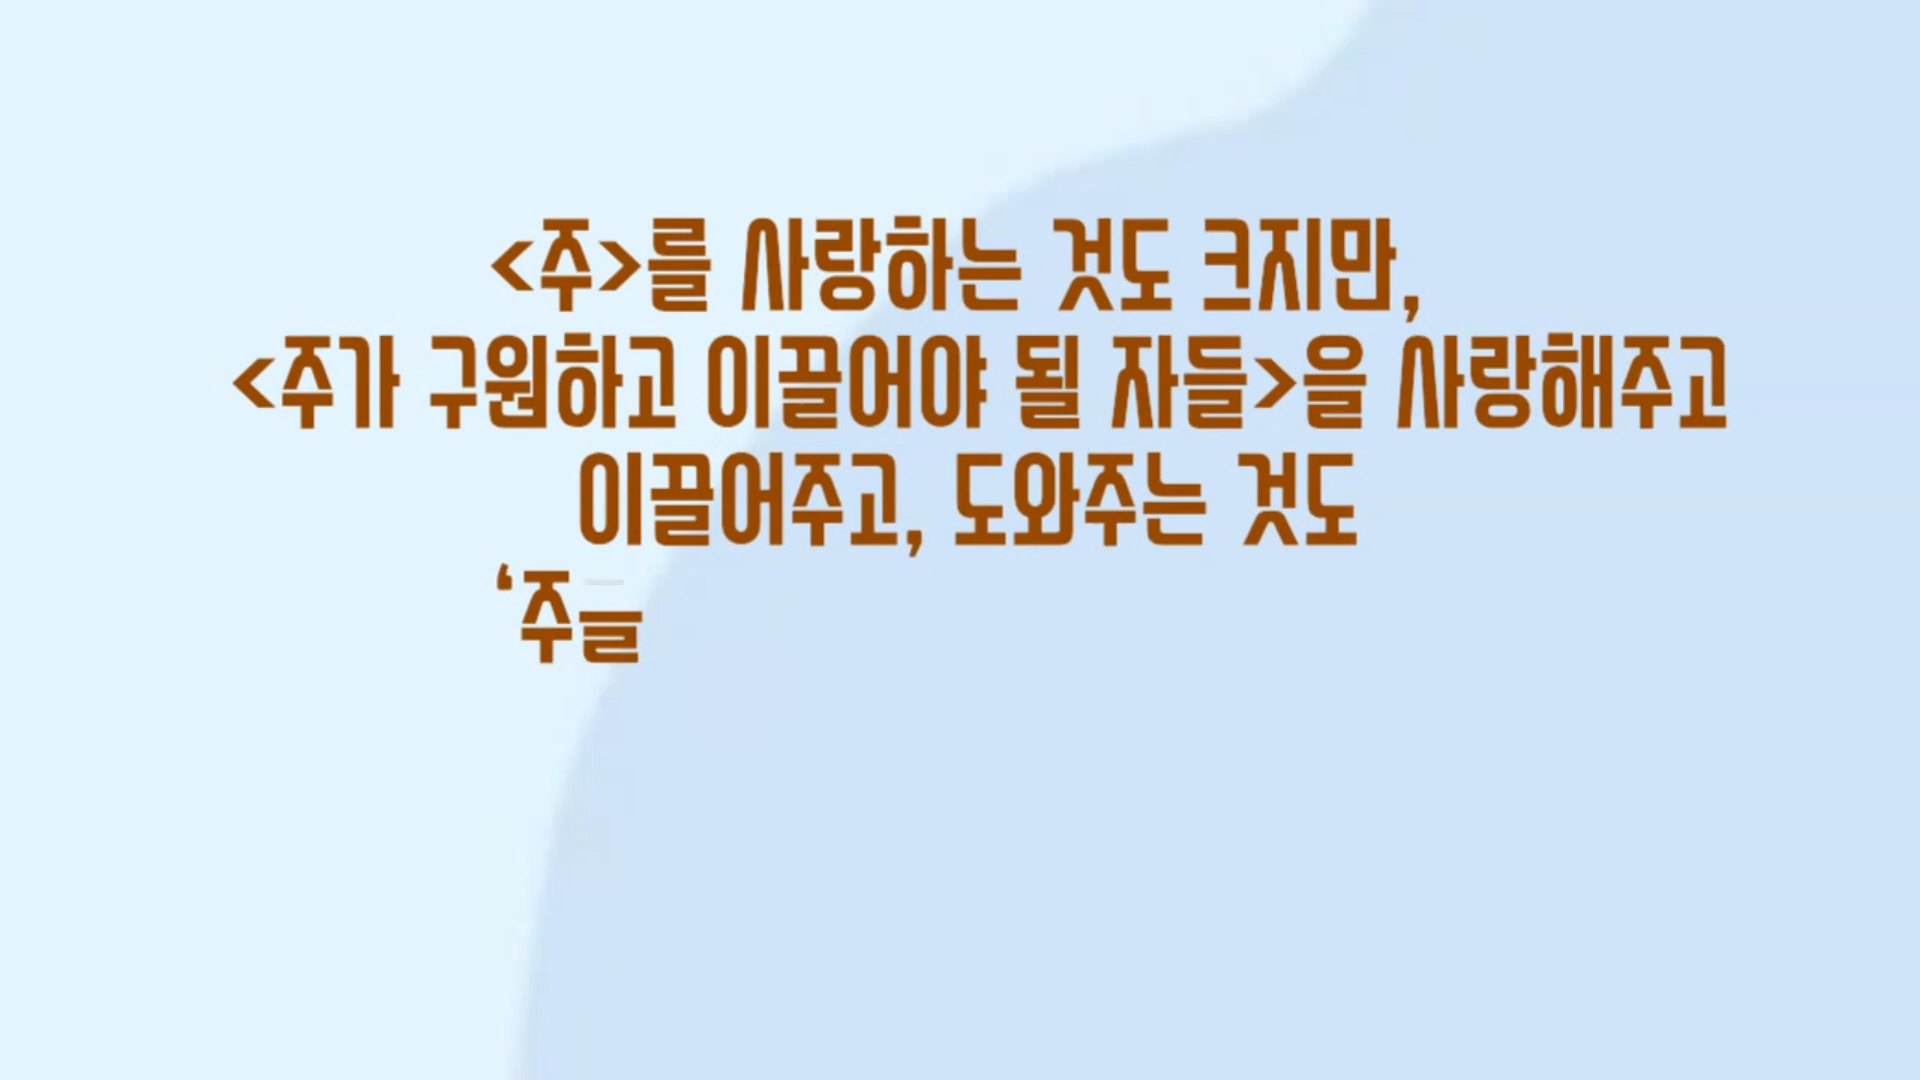 <주>를 사랑하는 것도 크지만,
<주가 구원하고 이끌어야 될 자들>을 사랑해주고
이끌어주고, 도와주는 것도
‘주